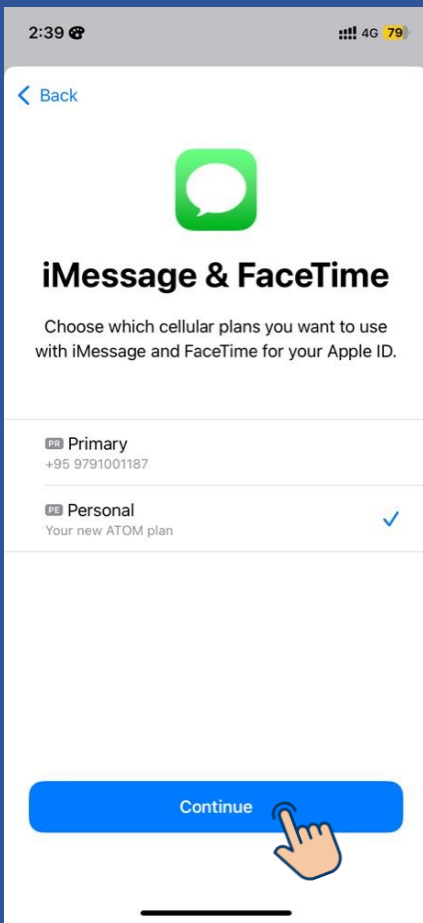 2:39
4G 79
Back
iMessage & FaceTime
Choose which cellular plans you want to use
with iMessage and FaceTime for your Apple ID.
PR Primary
+95 9791001187
PE Personal
Your new ATOM plan
Continue